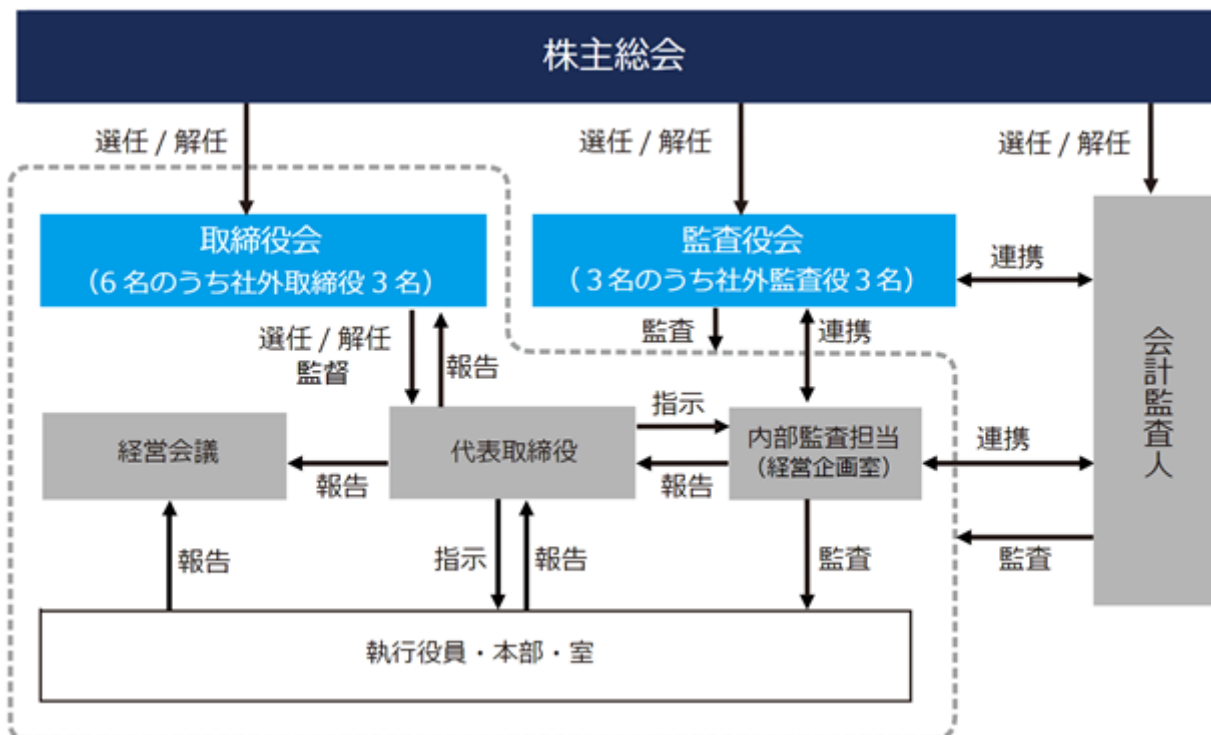 株主総会
選任 / 解任
選任 / 解任
選任 / 解任
取締役会
（6 名のうち社外取締役 3 名）
監査役会
（ 3 名のうち社外監査役 3 名）
連携
選任 / 解任
監督
報告
監査
連携
会計監査人
経営会議
報告
代表取締役
指示
報告
内部監査担当
（経営企画室）
連携
報告
指示
報告
監査
監査
執行役員・本部・室